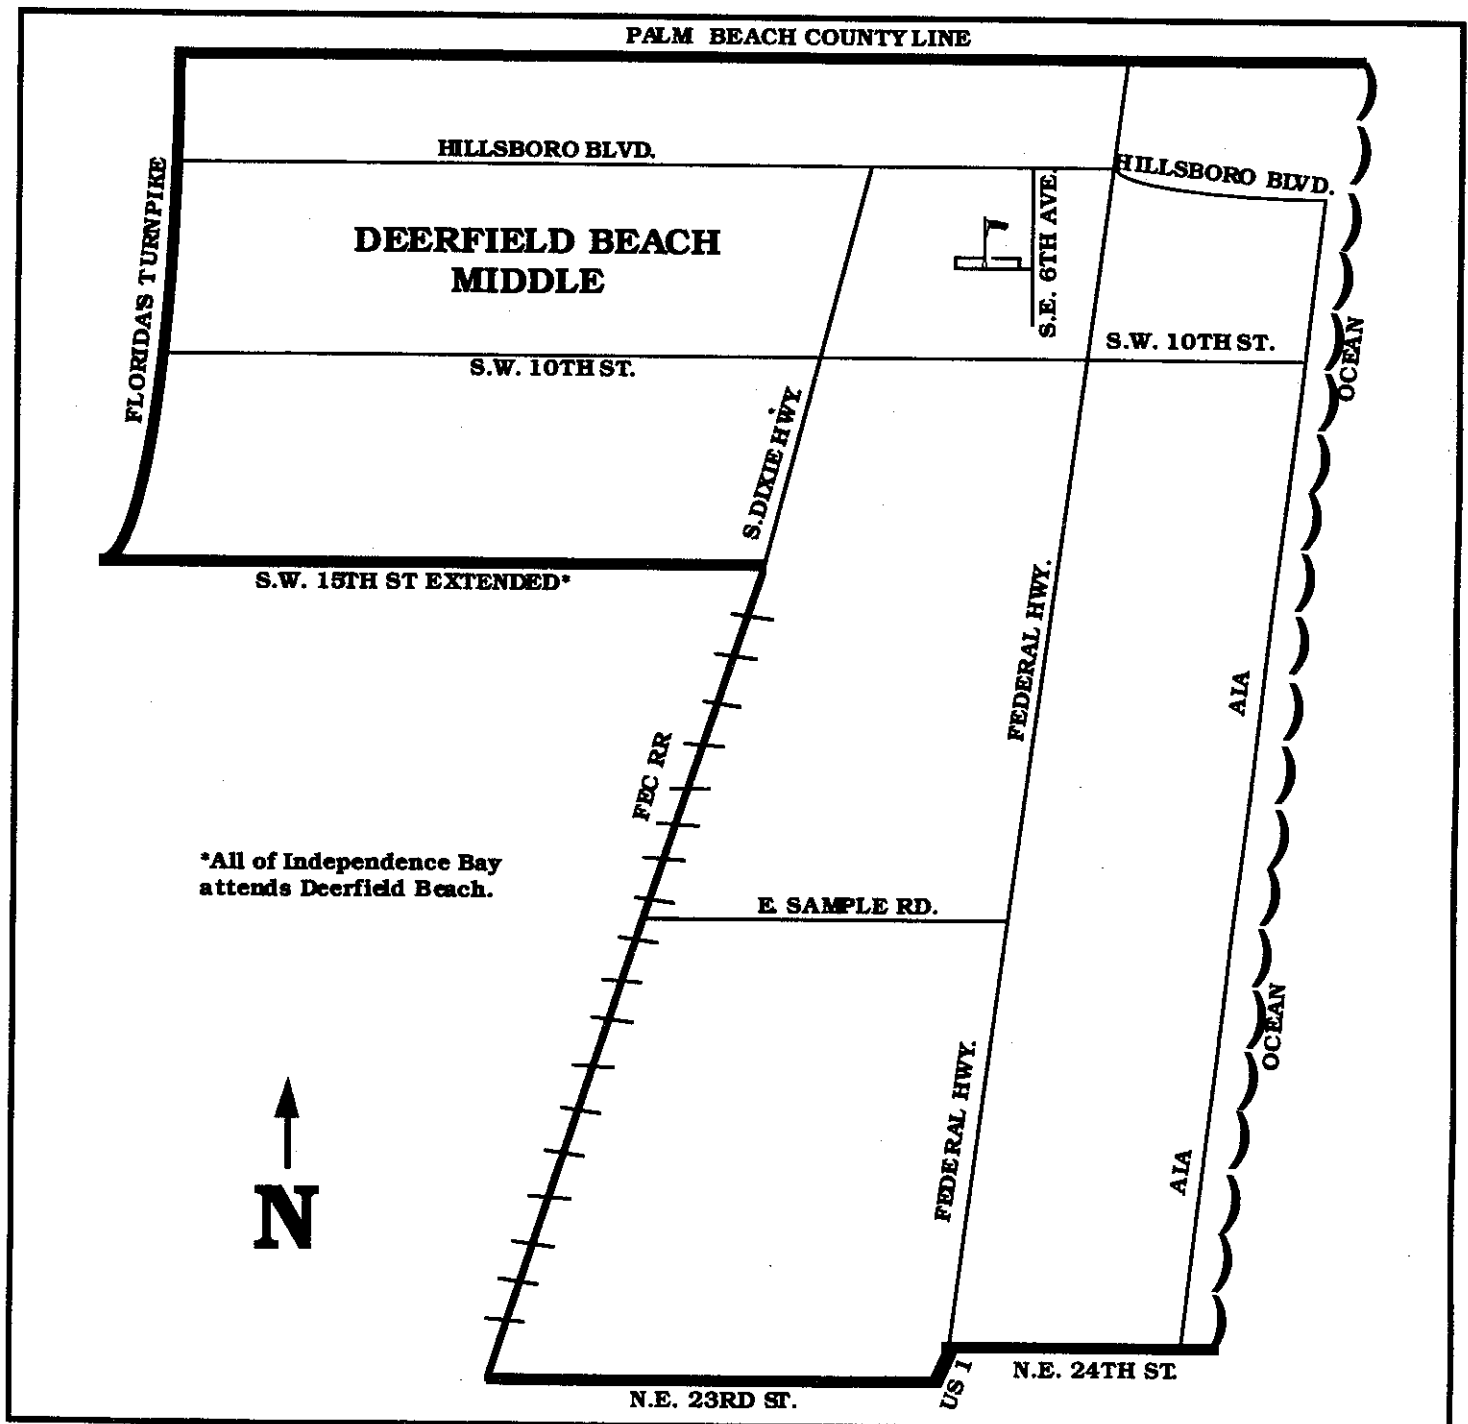 PALM BEACH COUNTY LINE
HILLSBORO BLVD.
HILLSBORO BLVD.
FLORIDA'S TURNPIKE
DEERFIELD BEACH
MIDDLE
S.E. 6TH AVE.
S.W. 10TH ST.
S.W. 10TH ST.
OCEAN
S. DIXIE HWY.
S.W. 15TH ST EXTENDED*
FEDERAL HWY.
A1A
FEC RR
*All of Independence Bay
attends Deerfield Beach.
E. SAMPLE RD.
OCEAN
FEDERAL HWY.
A1A
N
US 1
N.E. 24TH ST.
N.E. 23RD ST.